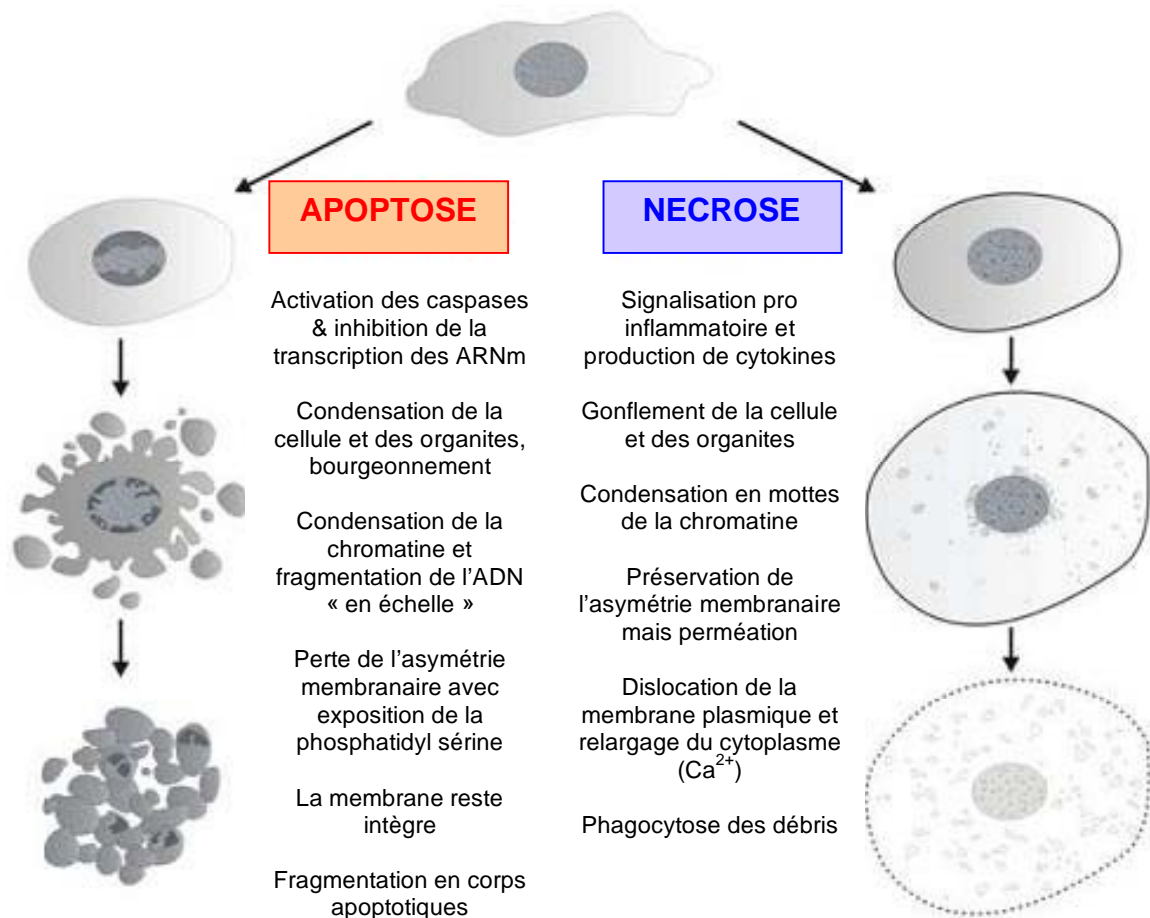 APOPTOSE
Activation des caspases
& inhibition de la
transcription des ARNm
Condensation de la
cellule et des organites,
bourgeonnement
Condensation de la
chromatine et
fragmentation de l'ADN
« en échelle »
Perte de l'asymétrie
membranaire avec
exposition de la
phosphatidyl sérine
La membrane reste
intègre
Fragmentation en corps
apoptotiques
NECROSE
Signalisation pro
inflammatoire et
production de cytokines
Gonflement de la cellule
et des organites
Condensation en mottes
de la chromatine
Préservation de
l'asymétrie membranaire
mais perméation
Dislocation de la
membrane plasmique et
relargage du cytoplasme
(Ca²⁺)
Phagocytose des débris